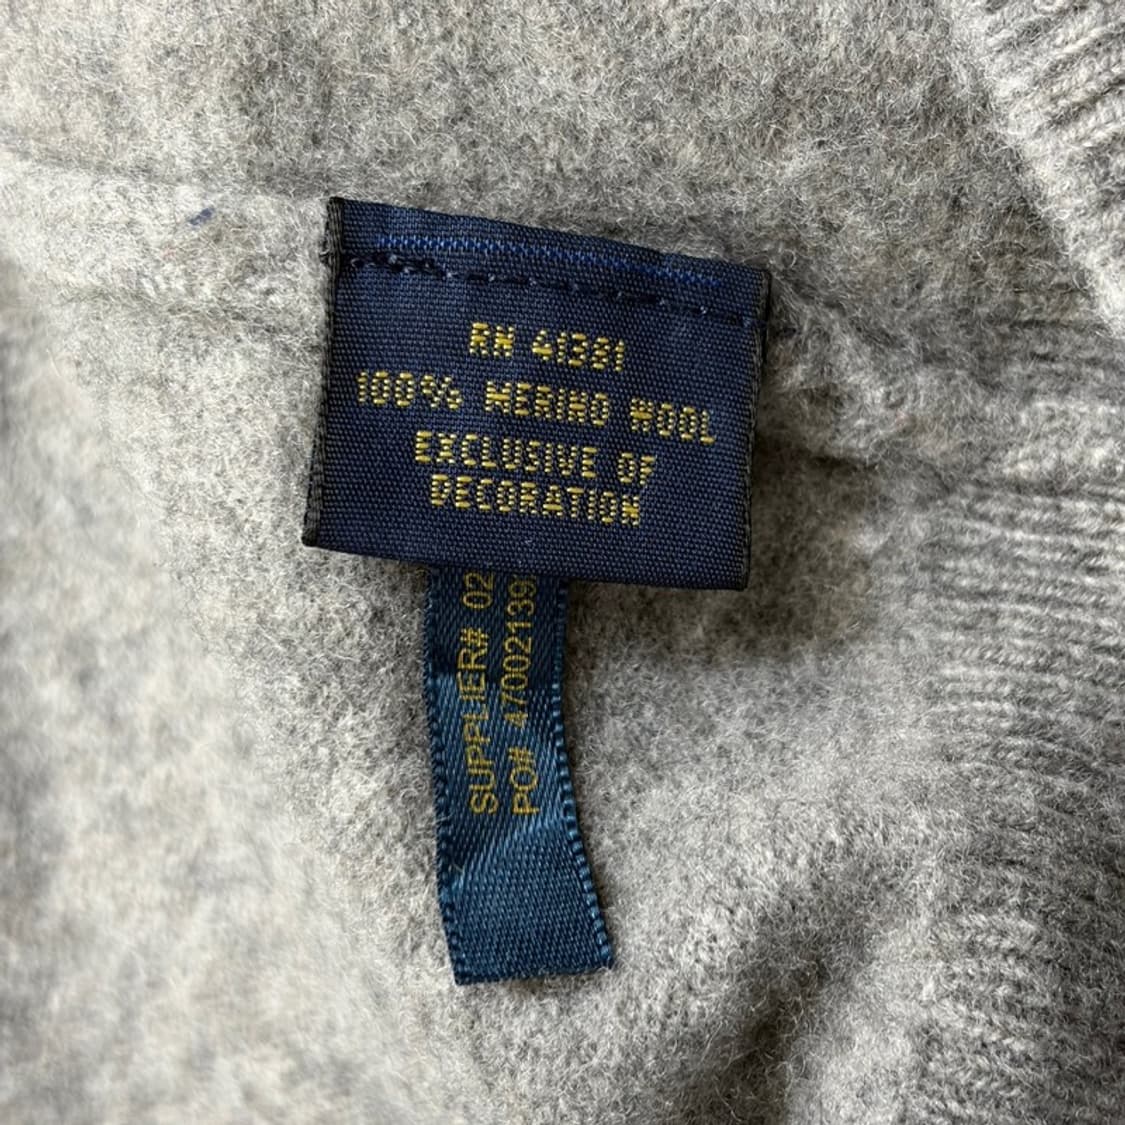 RN 41381
100% MERINO WOOL
EXCLUSIVE OF
DECORATION
SUPPLIER# 02
PO# 47002139